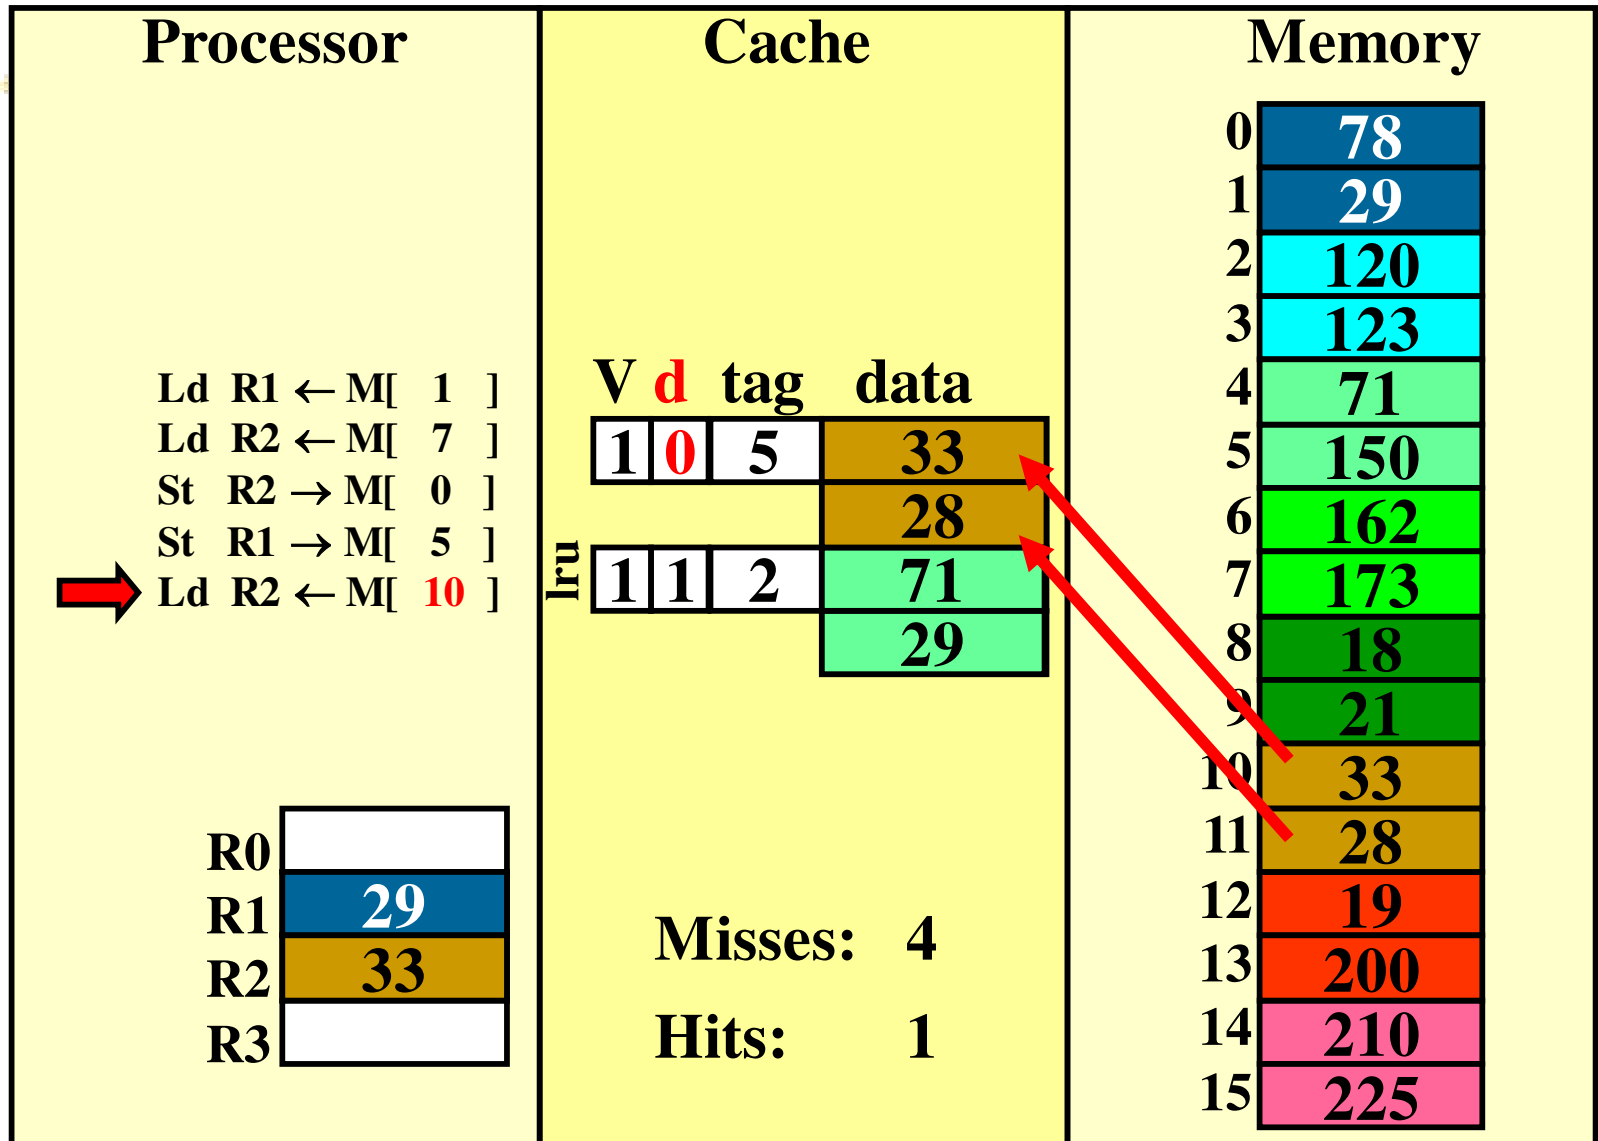 Processor
Ld R1 ← M[ 1 ]
Ld R2 ← M[ 7 ]
St R2 → M[ 0 ]
St R1 → M[ 5 ]
Ld R2 ← M[ 10 ]
R0
R1 29
R2 33
R3
Cache
V d tag data
1 0 5 33
28
lru
1 1 2 71
29
Misses: 4
Hits: 1
Memory
0 78
1 29
2 120
3 123
4 71
5 150
6 162
7 173
8 18
9 21
10 33
11 28
12 19
13 200
14 210
15 225